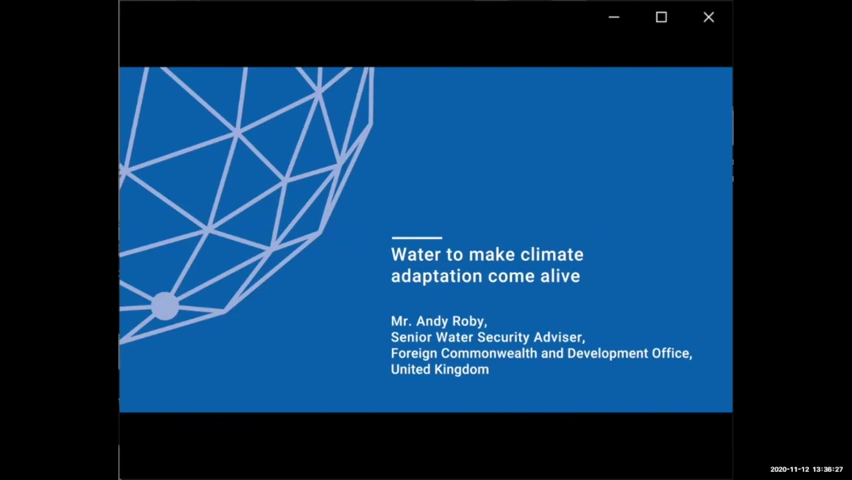 Water to make climate
adaptation come alive
Mr. Andy Roby,
Senior Water Security Adviser,
Foreign Commonwealth and Development Office,
United Kingdom
2020-11-12 13:36:27